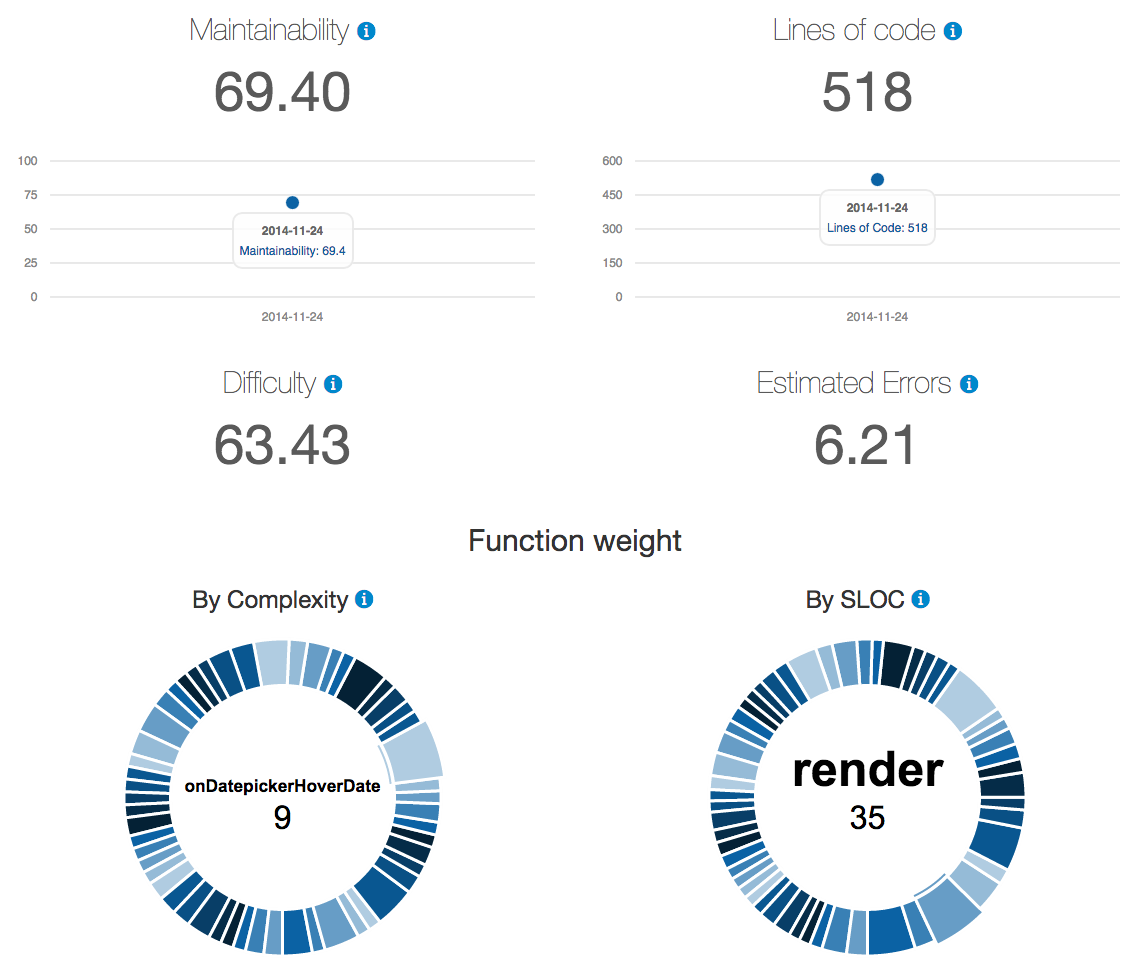 Maintainability i
69.40
100
75
50
25
0
2014-11-24
Maintainability: 69.4
2014-11-24
Lines of code i
518
600
450
300
150
0
2014-11-24
Lines of Code: 518
2014-11-24
Difficulty i
63.43
Estimated Errors i
6.21
Function weight
By Complexity i
onDatepickerHoverDate
9
By SLOC i
render
35